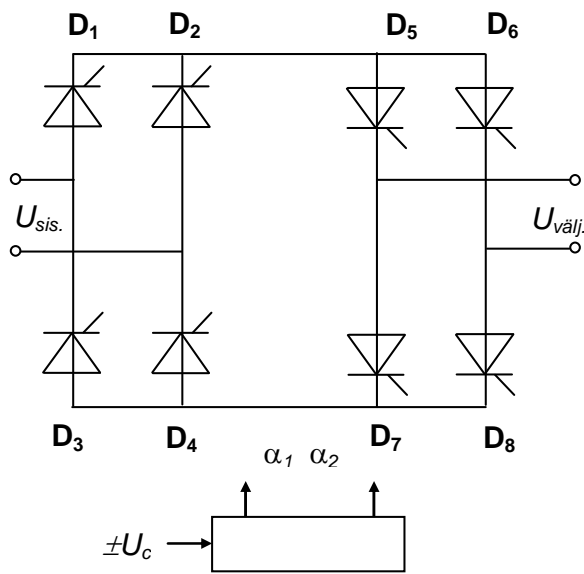 D1 D2 D5 D6
Usis. Uvälj.
D3 D4 D7 D8
α1 α2
±Uc